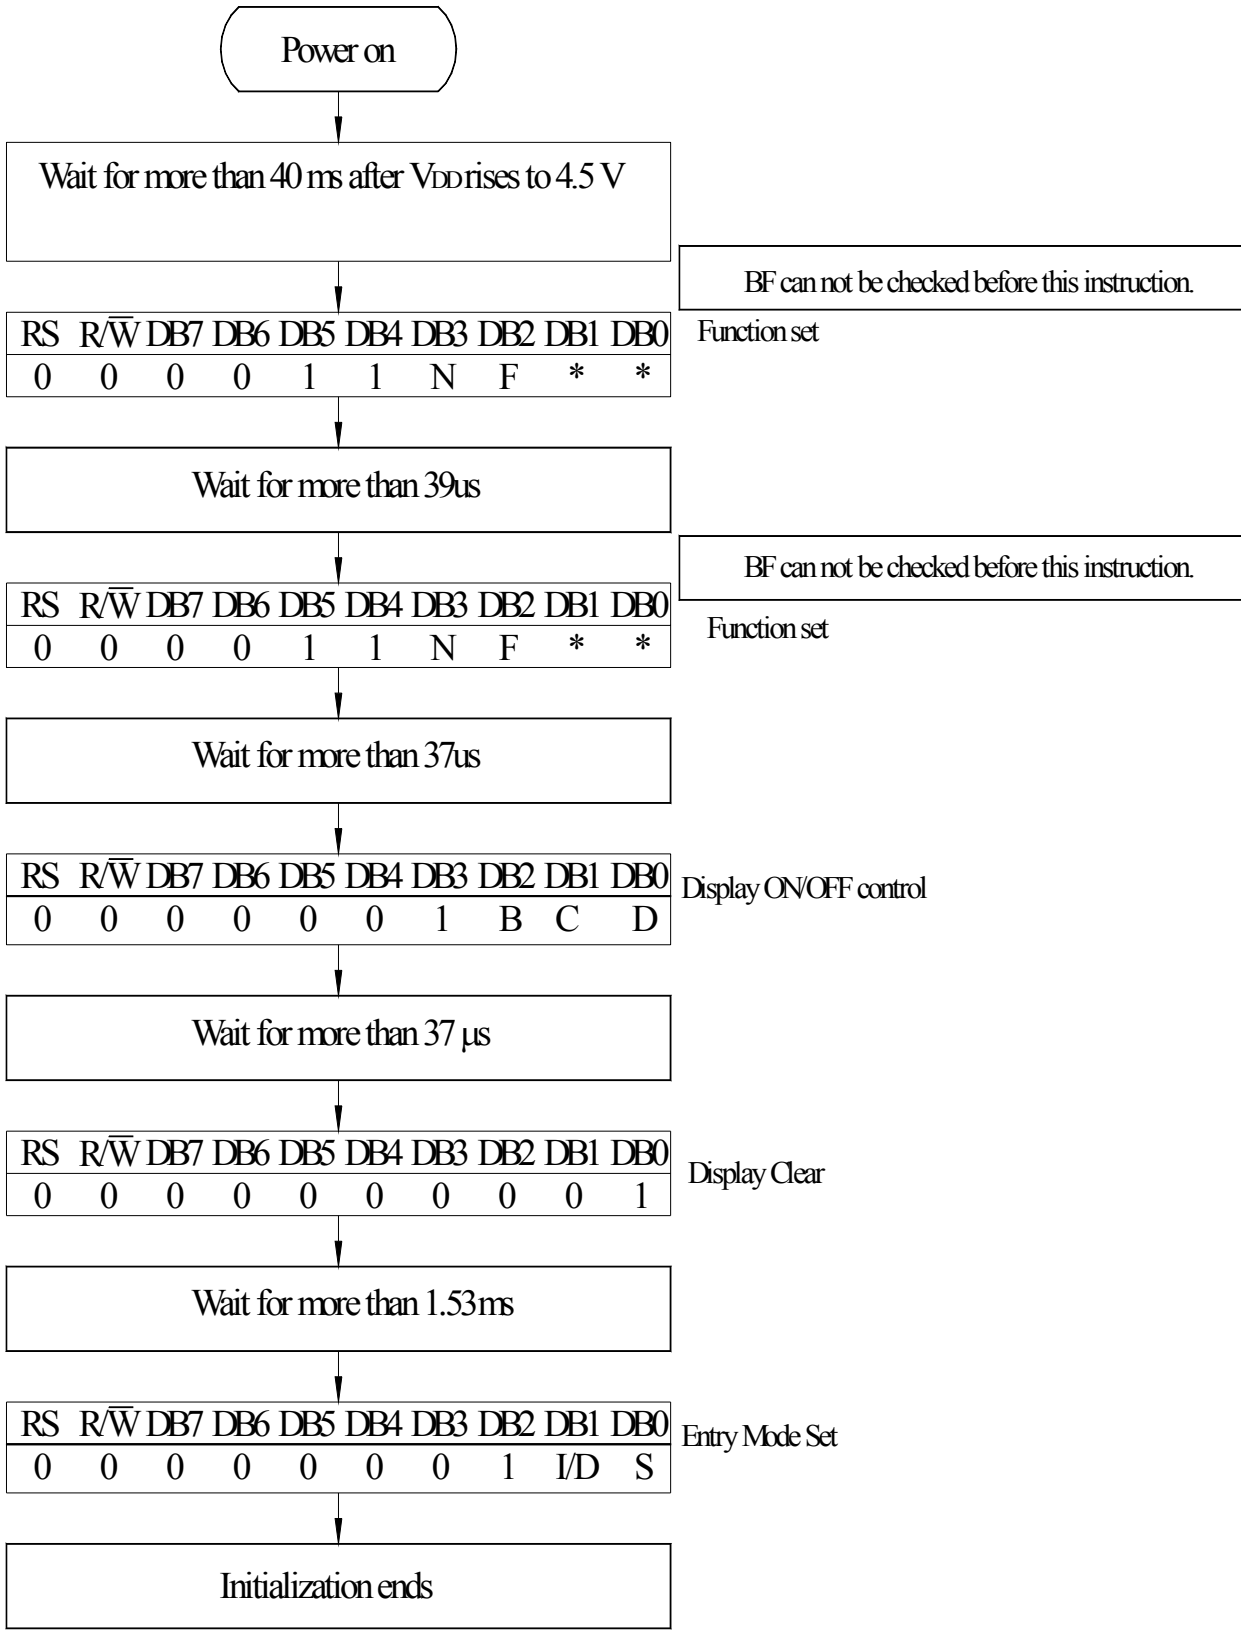 Power on
Wait for more than 40 ms after VDD rises to 4.5 V
BF can not be checked before this instruction.
RS R/W̅ DB7 DB6 DB5 DB4 DB3 DB2 DB1 DB0
Function set
0 0 0 0 1 1 N F * *
Wait for more than 39us
BF can not be checked before this instruction.
RS R/W̅ DB7 DB6 DB5 DB4 DB3 DB2 DB1 DB0
Function set
0 0 0 0 1 1 N F * *
Wait for more than 37us
RS R/W̅ DB7 DB6 DB5 DB4 DB3 DB2 DB1 DB0
Display ON/OFF control
0 0 0 0 0 0 1 B C D
Wait for more than 37 μs
RS R/W̅ DB7 DB6 DB5 DB4 DB3 DB2 DB1 DB0
Display Clear
0 0 0 0 0 0 0 0 0 1
Wait for more than 1.53ms
RS R/W̅ DB7 DB6 DB5 DB4 DB3 DB2 DB1 DB0
Entry Mode Set
0 0 0 0 0 0 0 1 I/D S
Initialization ends